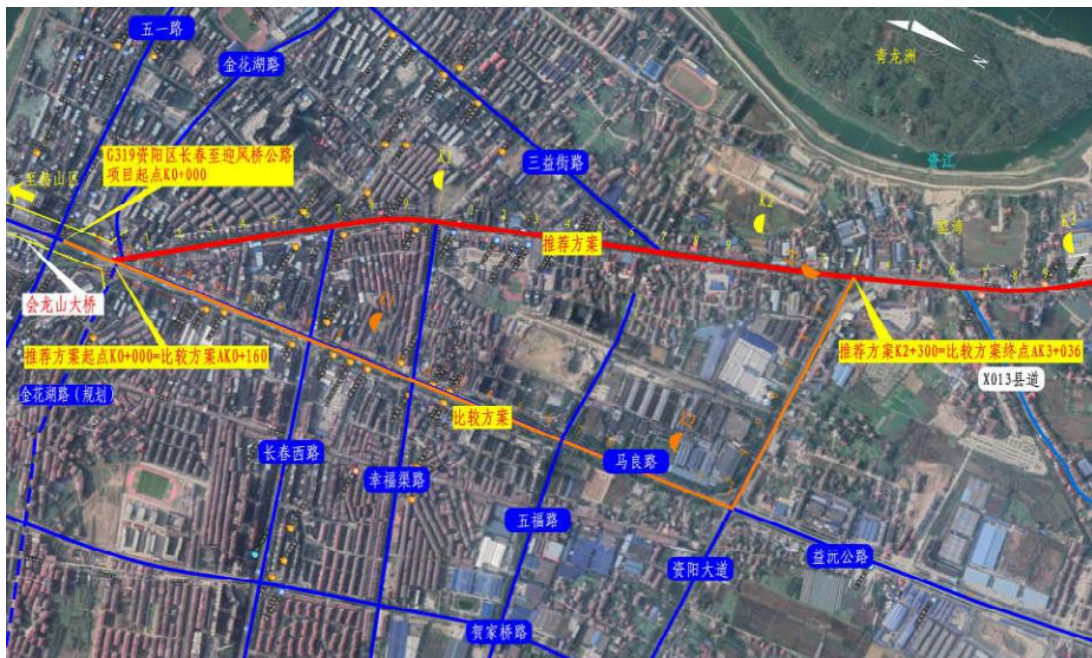 五一路
金花湖路
青龙洲
N
G319资阳区长春至迎风桥公路
项目起点K0+000
三益街路
资江
至赫山区
K1
K2
K3
推荐方案
会龙山大桥
推荐方案起点K0+000=比较方案AK0+160
推荐方案K2+300=比较方案终点AK3+036
X013县道
金花湖路(规划)
比较方案
长春西路
幸福渠路
马良路
五福路
资阳大道
益沅公路
贺家桥路